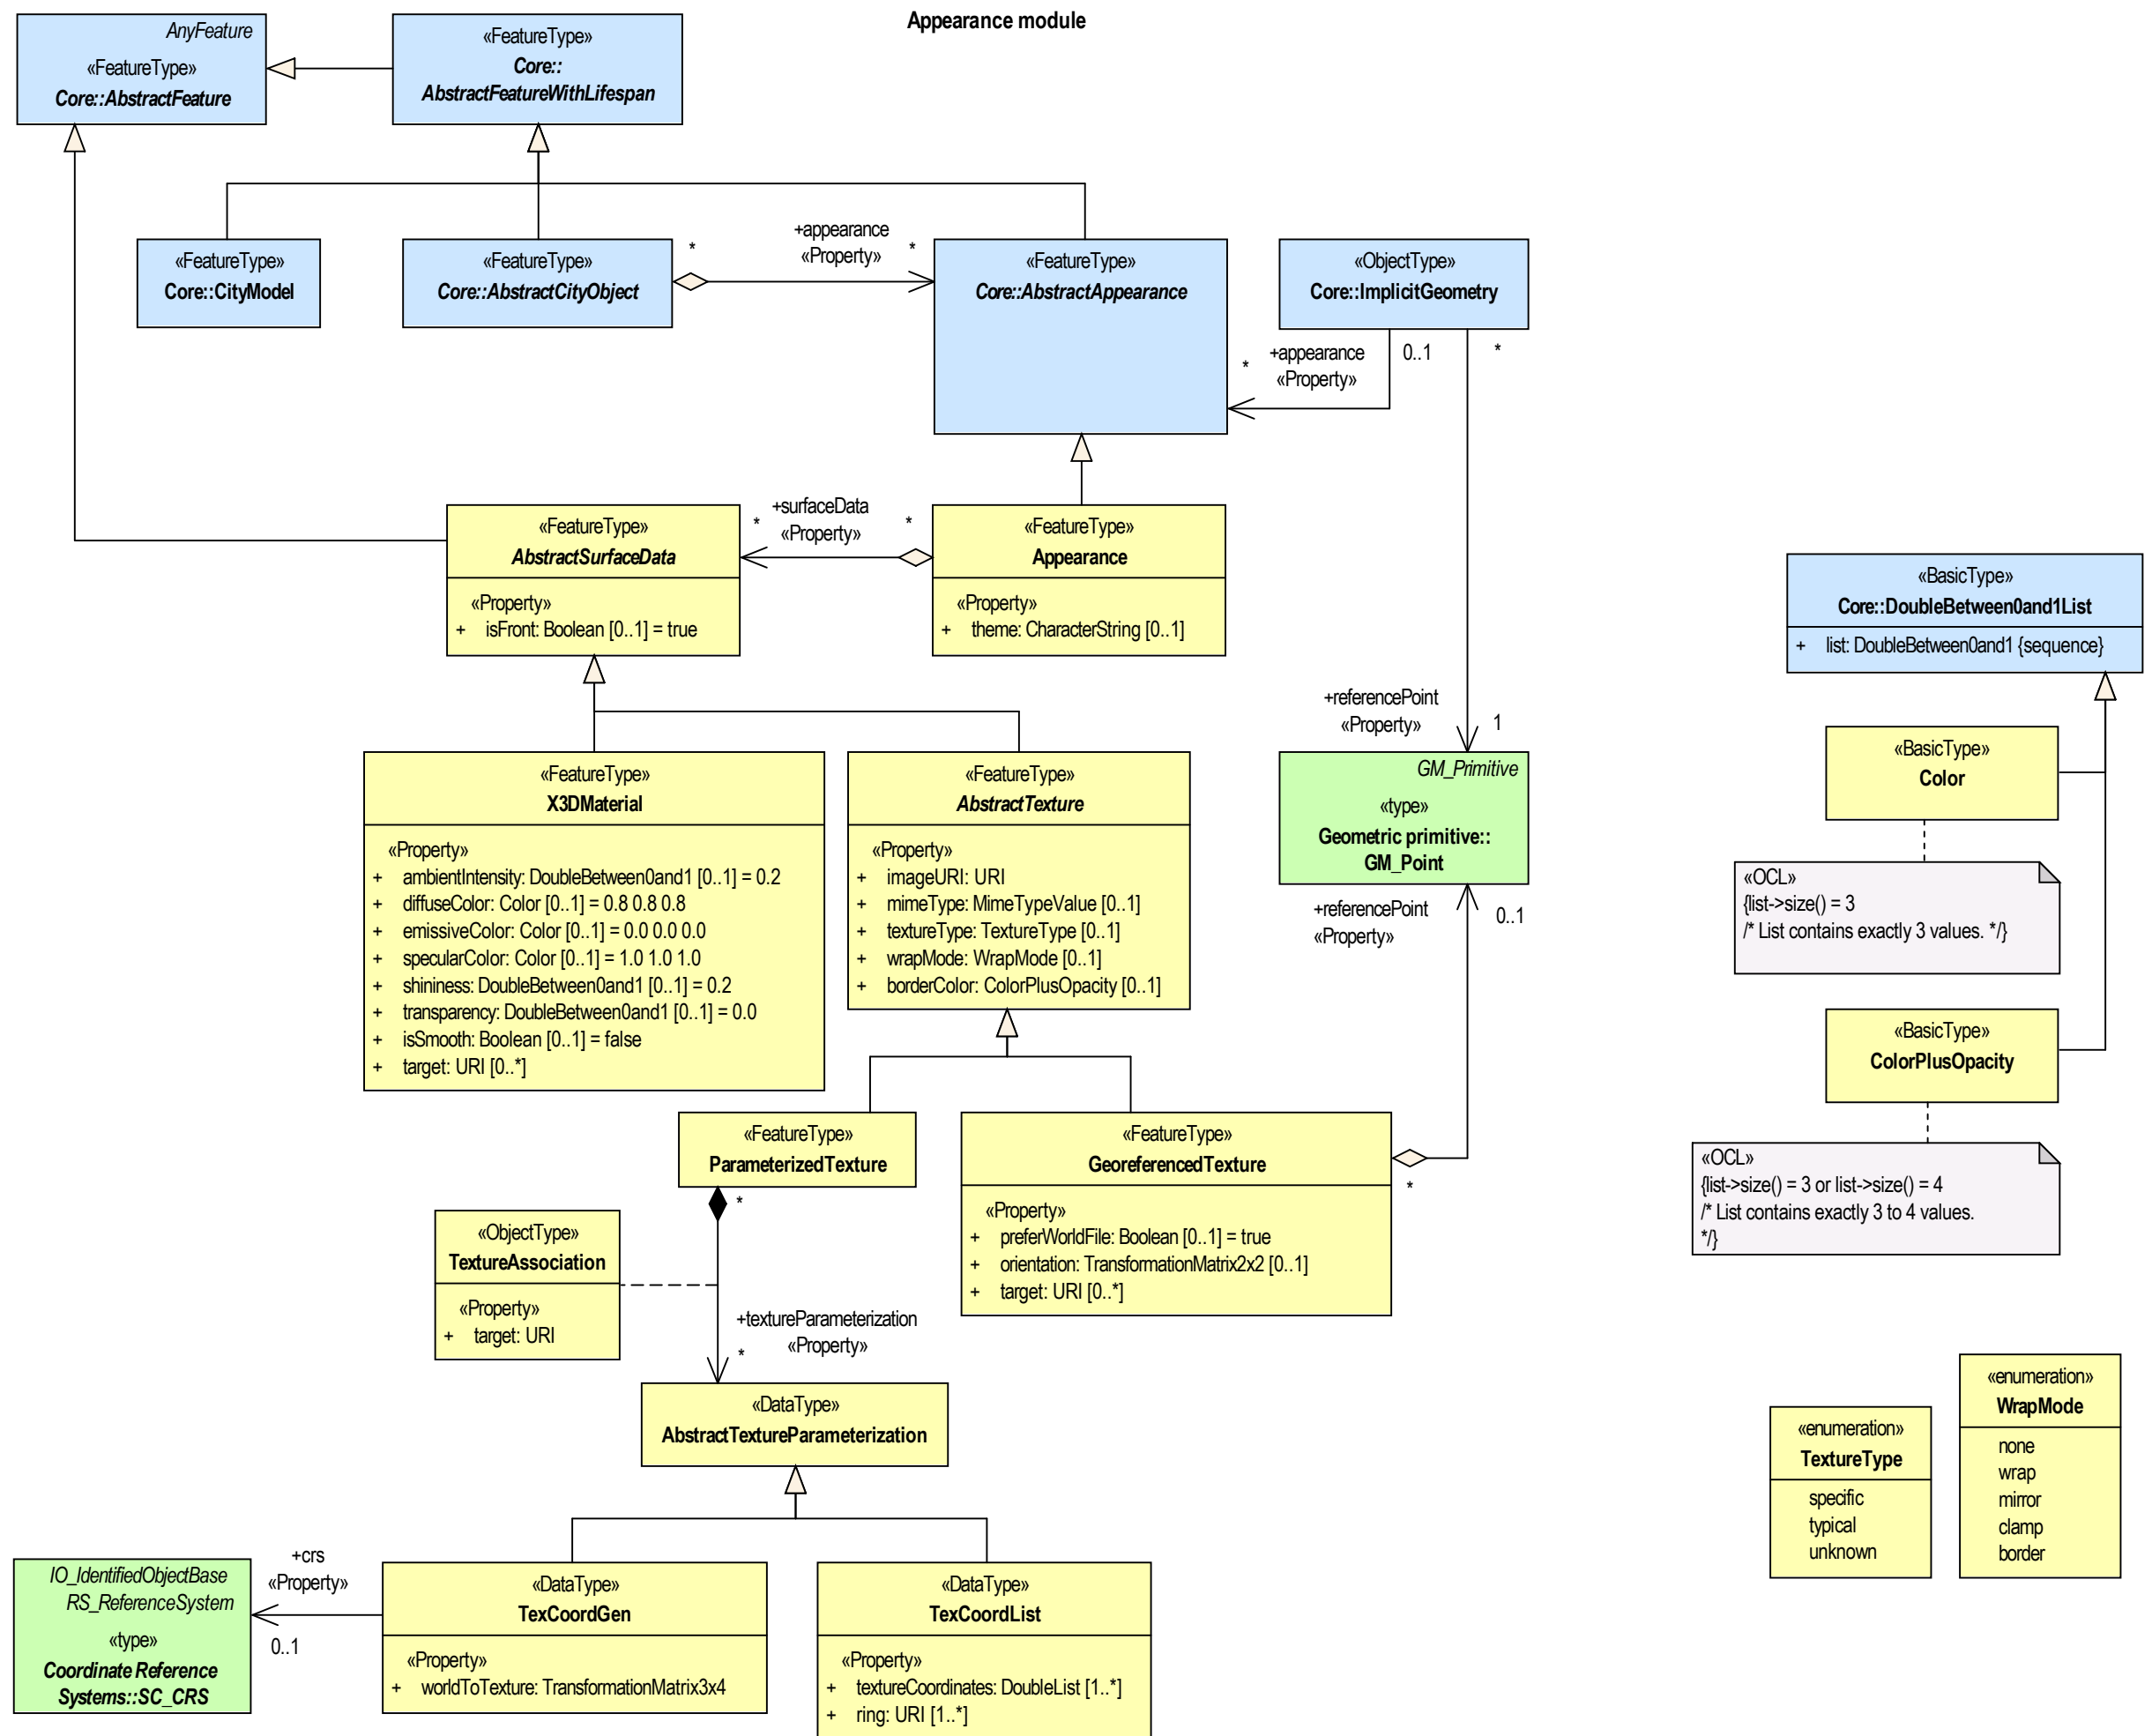 Appearance module
AnyFeature
«FeatureType»
Core::AbstractFeature
«FeatureType»
Core::
AbstractFeatureWithLifespan
«FeatureType»
Core::CityModel
«FeatureType»
Core::AbstractCityObject
*
+appearance
«Property»
*
«FeatureType»
Core::AbstractAppearance
«ObjectType»
Core::ImplicitGeometry
*
+appearance
«Property»
0..1
*
«FeatureType»
AbstractSurfaceData
«Property»
+ isFront: Boolean [0..1] = true
*
+surfaceData
«Property»
*
«FeatureType»
Appearance
«Property»
+ theme: CharacterString [0..1]
«BasicType»
Core::DoubleBetween0and1List
+ list: DoubleBetween0and1 {sequence}
+referencePoint
«Property»
1
«FeatureType»
X3DMaterial
«Property»
+ ambientIntensity: DoubleBetween0and1 [0..1] = 0.2
+ diffuseColor: Color [0..1] = 0.8 0.8 0.8
+ emissiveColor: Color [0..1] = 0.0 0.0 0.0
+ specularColor: Color [0..1] = 1.0 1.0 1.0
+ shininess: DoubleBetween0and1 [0..1] = 0.2
+ transparency: DoubleBetween0and1 [0..1] = 0.0
+ isSmooth: Boolean [0..1] = false
+ target: URI [0..*]
«FeatureType»
AbstractTexture
«Property»
+ imageURI: URI
+ mimeType: MimeTypeValue [0..1]
+ textureType: TextureType [0..1]
+ wrapMode: WrapMode [0..1]
+ borderColor: ColorPlusOpacity [0..1]
GM_Primitive
«type»
Geometric primitive::
GM_Point
+referencePoint
«Property»
0..1
«BasicType»
Color
«OCL»
{list->size() = 3
/* List contains exactly 3 values. */}
«BasicType»
ColorPlusOpacity
«OCL»
{list->size() = 3 or list->size() = 4
/* List contains exactly 3 to 4 values.
*/}
«FeatureType»
ParameterizedTexture
*
«FeatureType»
GeoreferencedTexture
«Property»
+ preferWorldFile: Boolean [0..1] = true
+ orientation: TransformationMatrix2x2 [0..1]
+ target: URI [0..*]
*
«ObjectType»
TextureAssociation
«Property»
+ target: URI
+textureParameterization
«Property»
*
«DataType»
AbstractTextureParameterization
«enumeration»
TextureType
specific
typical
unknown
«enumeration»
WrapMode
none
wrap
mirror
clamp
border
IO_IdentifiedObjectBase
RS_ReferenceSystem
«type»
Coordinate Reference
Systems::SC_CRS
+crs
«Property»
0..1
«DataType»
TexCoordGen
«Property»
+ worldToTexture: TransformationMatrix3x4
«DataType»
TexCoordList
«Property»
+ textureCoordinates: DoubleList [1..*]
+ ring: URI [1..*]